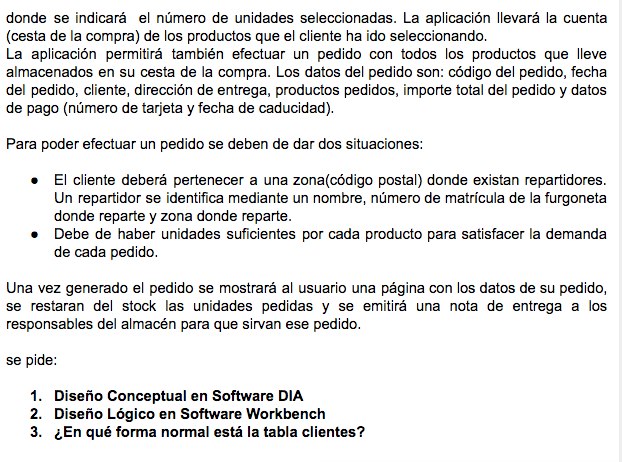 donde se indicará el número de unidades seleccionadas. La aplicación llevará la cuenta
(cesta de la compra) de los productos que el cliente ha ido seleccionando.
La aplicación permitirá también efectuar un pedido con todos los productos que lleve
almacenados en su cesta de la compra. Los datos del pedido son: código del pedido, fecha
del pedido, cliente, dirección de entrega, productos pedidos, importe total del pedido y datos
de pago (número de tarjeta y fecha de caducidad).
Para poder efectuar un pedido se deben de dar dos situaciones:
● El cliente deberá pertenecer a una zona(código postal) donde existan repartidores.
Un repartidor se identifica mediante un nombre, número de matrícula de la furgoneta
donde reparte y zona donde reparte.
● Debe de haber unidades suficientes por cada producto para satisfacer la demanda
de cada pedido.
Una vez generado el pedido se mostrará al usuario una página con los datos de su pedido,
se restaran del stock las unidades pedidas y se emitirá una nota de entrega a los
responsables del almacén para que sirvan ese pedido.
se pide:
1. Diseño Conceptual en Software DIA
2. Diseño Lógico en Software Workbench
3. ¿En qué forma normal está la tabla clientes?